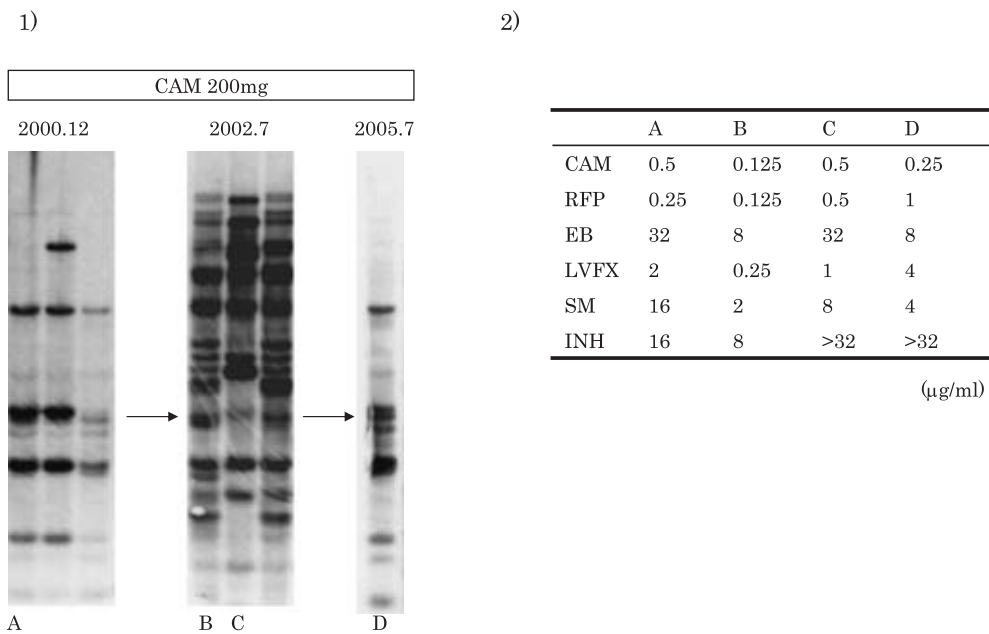 1)
CAM 200mg
2000.12 2002.7 2005.7
A B C D
2)
A B C D
CAM 0.5 0.125 0.5 0.25
RFP 0.25 0.125 0.5 1
EB 32 8 32 8
LVFX 2 0.25 1 4
SM 16 2 8 4
INH 16 8 >32 >32
(μg/ml)